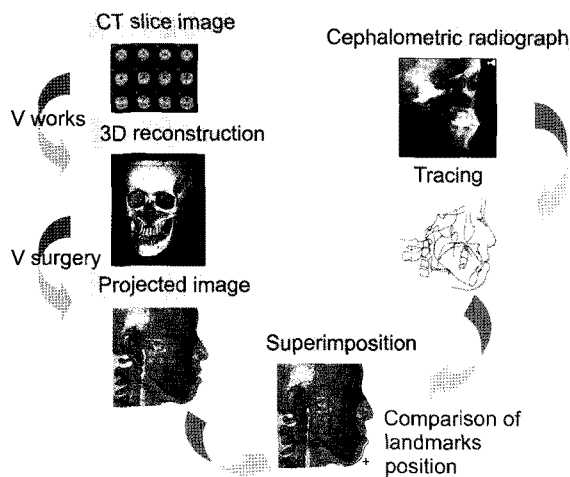 CT slice image
V works
3D reconstruction
V surgery
Projected image
Cephalometric radiograph
Tracing
Superimposition
Comparison of
landmarks
position